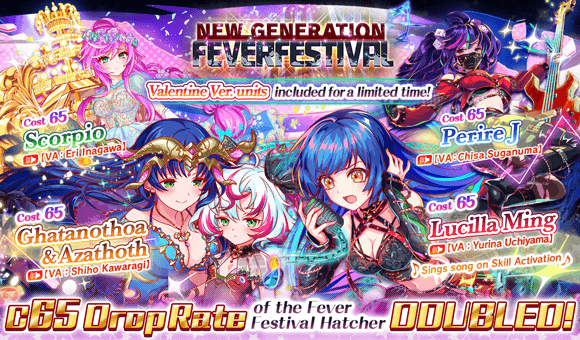 NEW GENERATION
FEVERFESTIVAL
Valentine Ver. units included for a limited time!
Cost 65
Scorpio
[VA : Eri Inagawa]
Cost 65
Perire J
[VA : Chisa Suganuma]
Cost 65
Ghatanothoa
& Azathoth
[VA : Shiho Kawaragi]
Cost 65
Lucilla Ming
[VA : Yurina Uchiyama]
♪ Sings song on Skill Activation ♪
c65 Drop Rate of the Fever
Festival Hatcher DOUBLED!